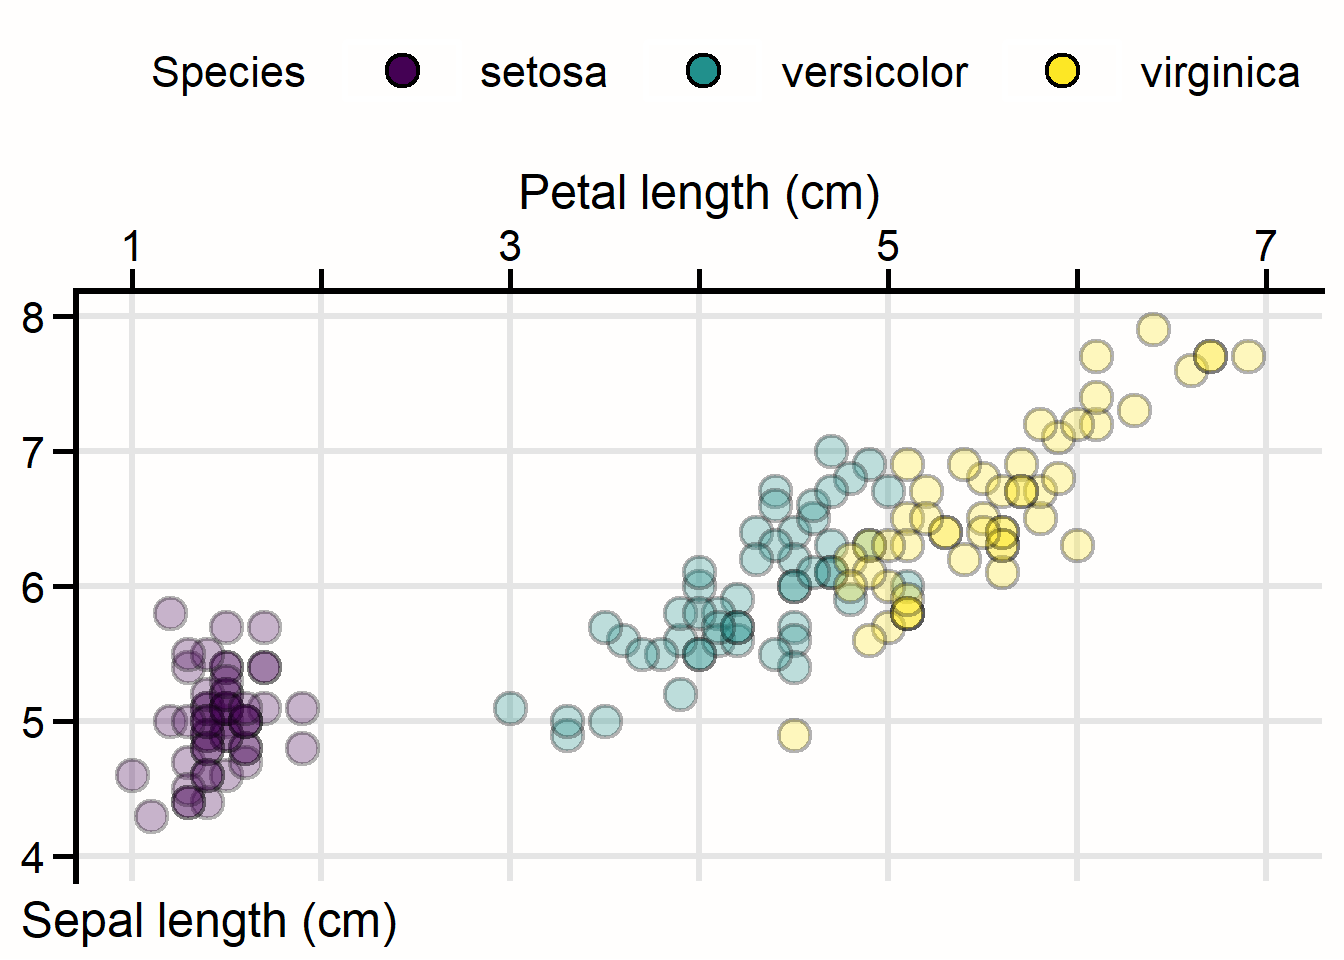 Species setosa versicolor virginica
Petal length (cm)
1 3 5 7
8
7
6
5
4
Sepal length (cm)